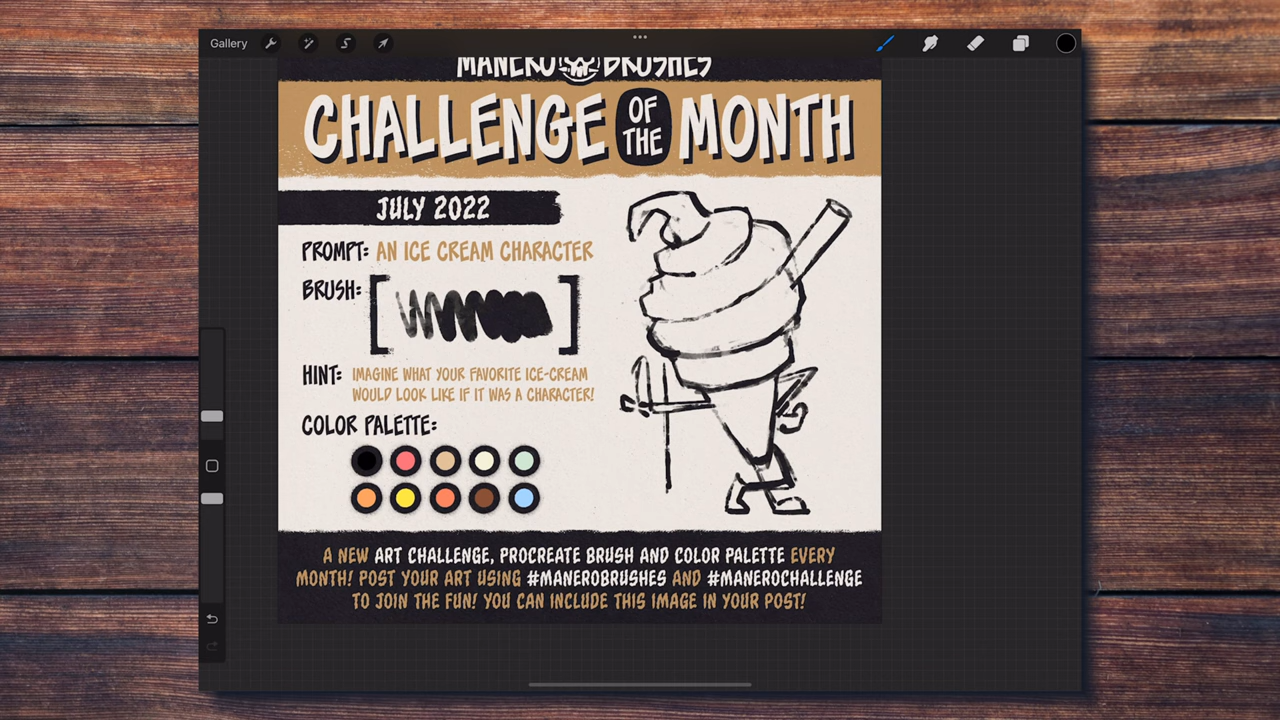 Gallery
MANERO BRUSHES
CHALLENGE OF THE MONTH
JULY 2022
PROMPT: AN ICE CREAM CHARACTER
BRUSH:
HINT: IMAGINE WHAT YOUR FAVORITE ICE-CREAM
WOULD LOOK LIKE IF IT WAS A CHARACTER!
COLOR PALETTE:
A NEW ART CHALLENGE, PROCREATE BRUSH AND COLOR PALETTE EVERY
MONTH! POST YOUR ART USING #MANEROBRUSHES AND #MANEROCHALLENGE
TO JOIN THE FUN! YOU CAN INCLUDE THIS IMAGE IN YOUR POST!